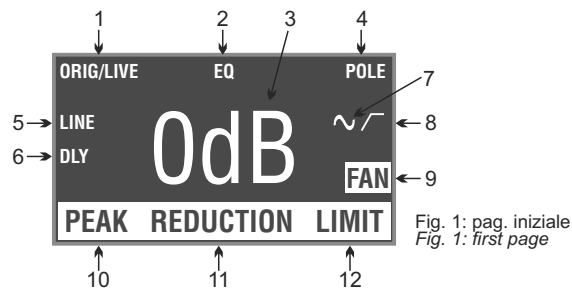 1 2 3 4
ORIG/LIVE EQ POLE
7
5 LINE 0dB 8
6 DLY
FAN 9
PEAK REDUCTION LIMIT
10 11 12
Fig. 1: pag. iniziale
Fig. 1: first page